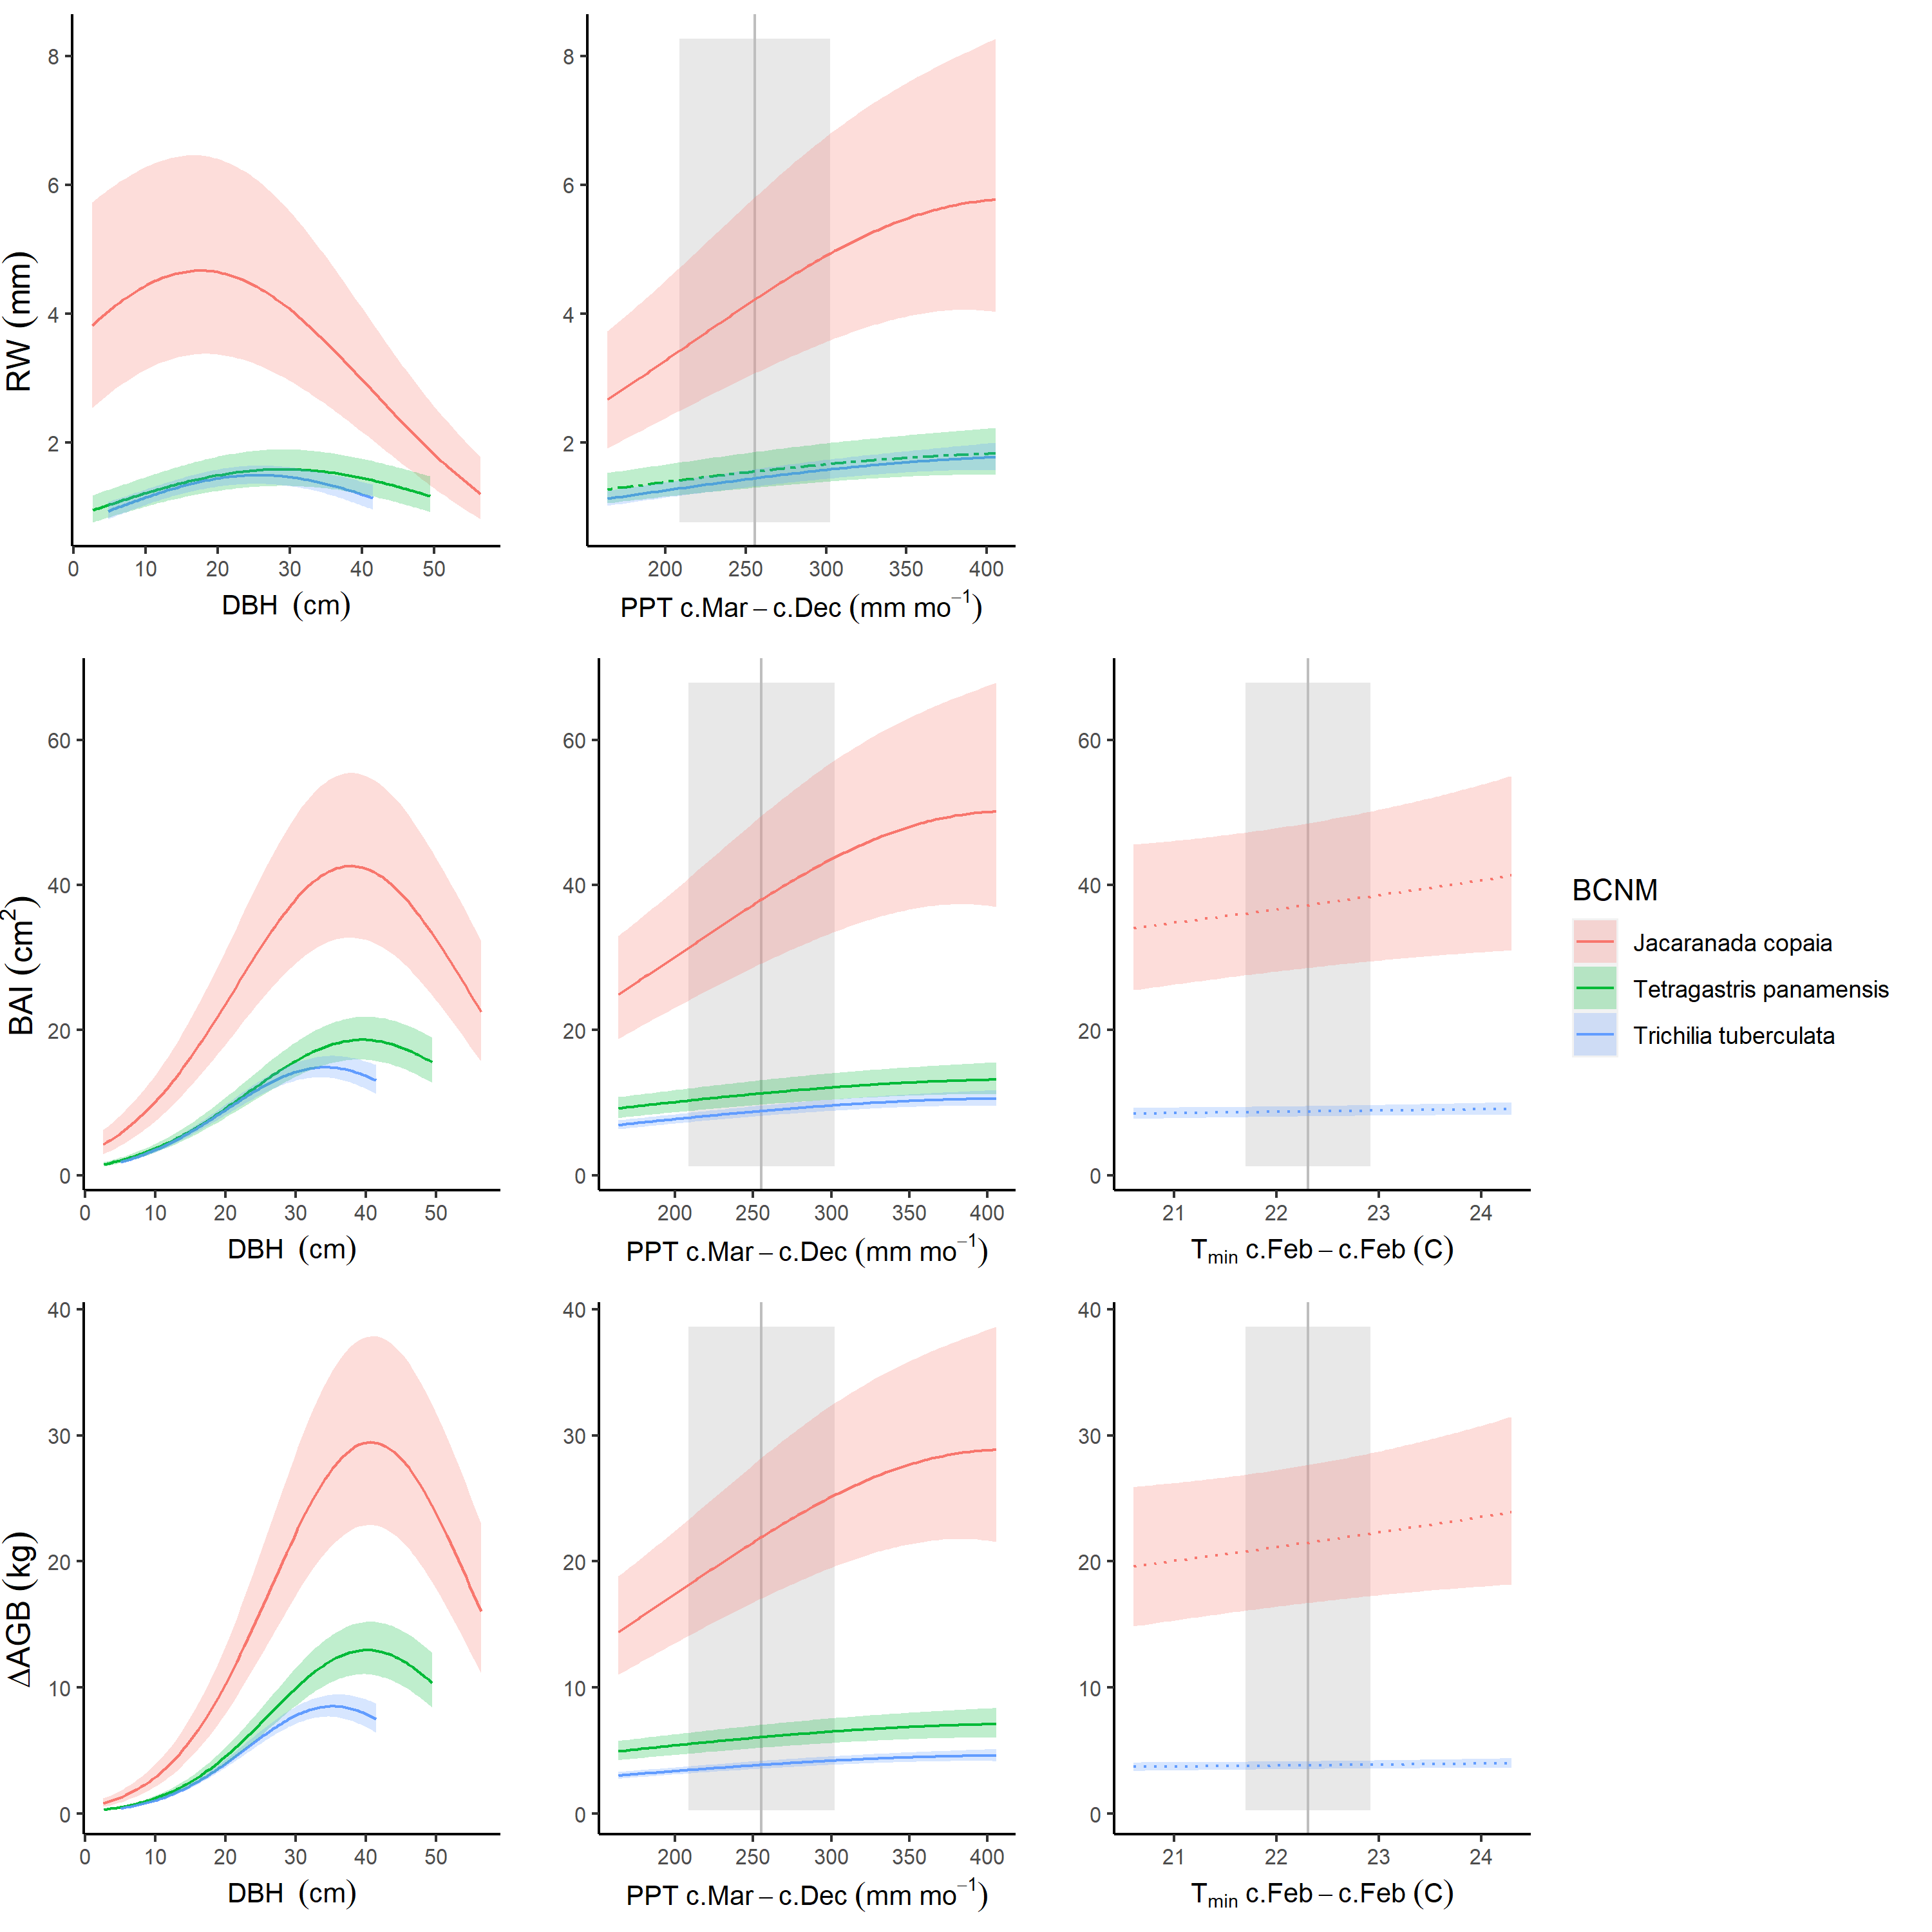 8
6
4
2
RW (mm)
0 10 20 30 40 50
DBH (cm)
8
6
4
2
200 250 300 350 400
PPT c.Mar – c.Dec (mm mo⁻¹)
60
40
20
0
BAI (cm²)
0 10 20 30 40 50
DBH (cm)
60
40
20
0
200 250 300 350 400
PPT c.Mar – c.Dec (mm mo⁻¹)
60
40
20
0
21 22 23 24
Tmin c.Feb – c.Feb (C)
BCNM
Jacaranada copaia
Tetragastris panamensis
Trichilia tuberculata
40
30
20
10
0
ΔAGB (kg)
0 10 20 30 40 50
DBH (cm)
40
30
20
10
0
200 250 300 350 400
PPT c.Mar – c.Dec (mm mo⁻¹)
40
30
20
10
0
21 22 23 24
Tmin c.Feb – c.Feb (C)